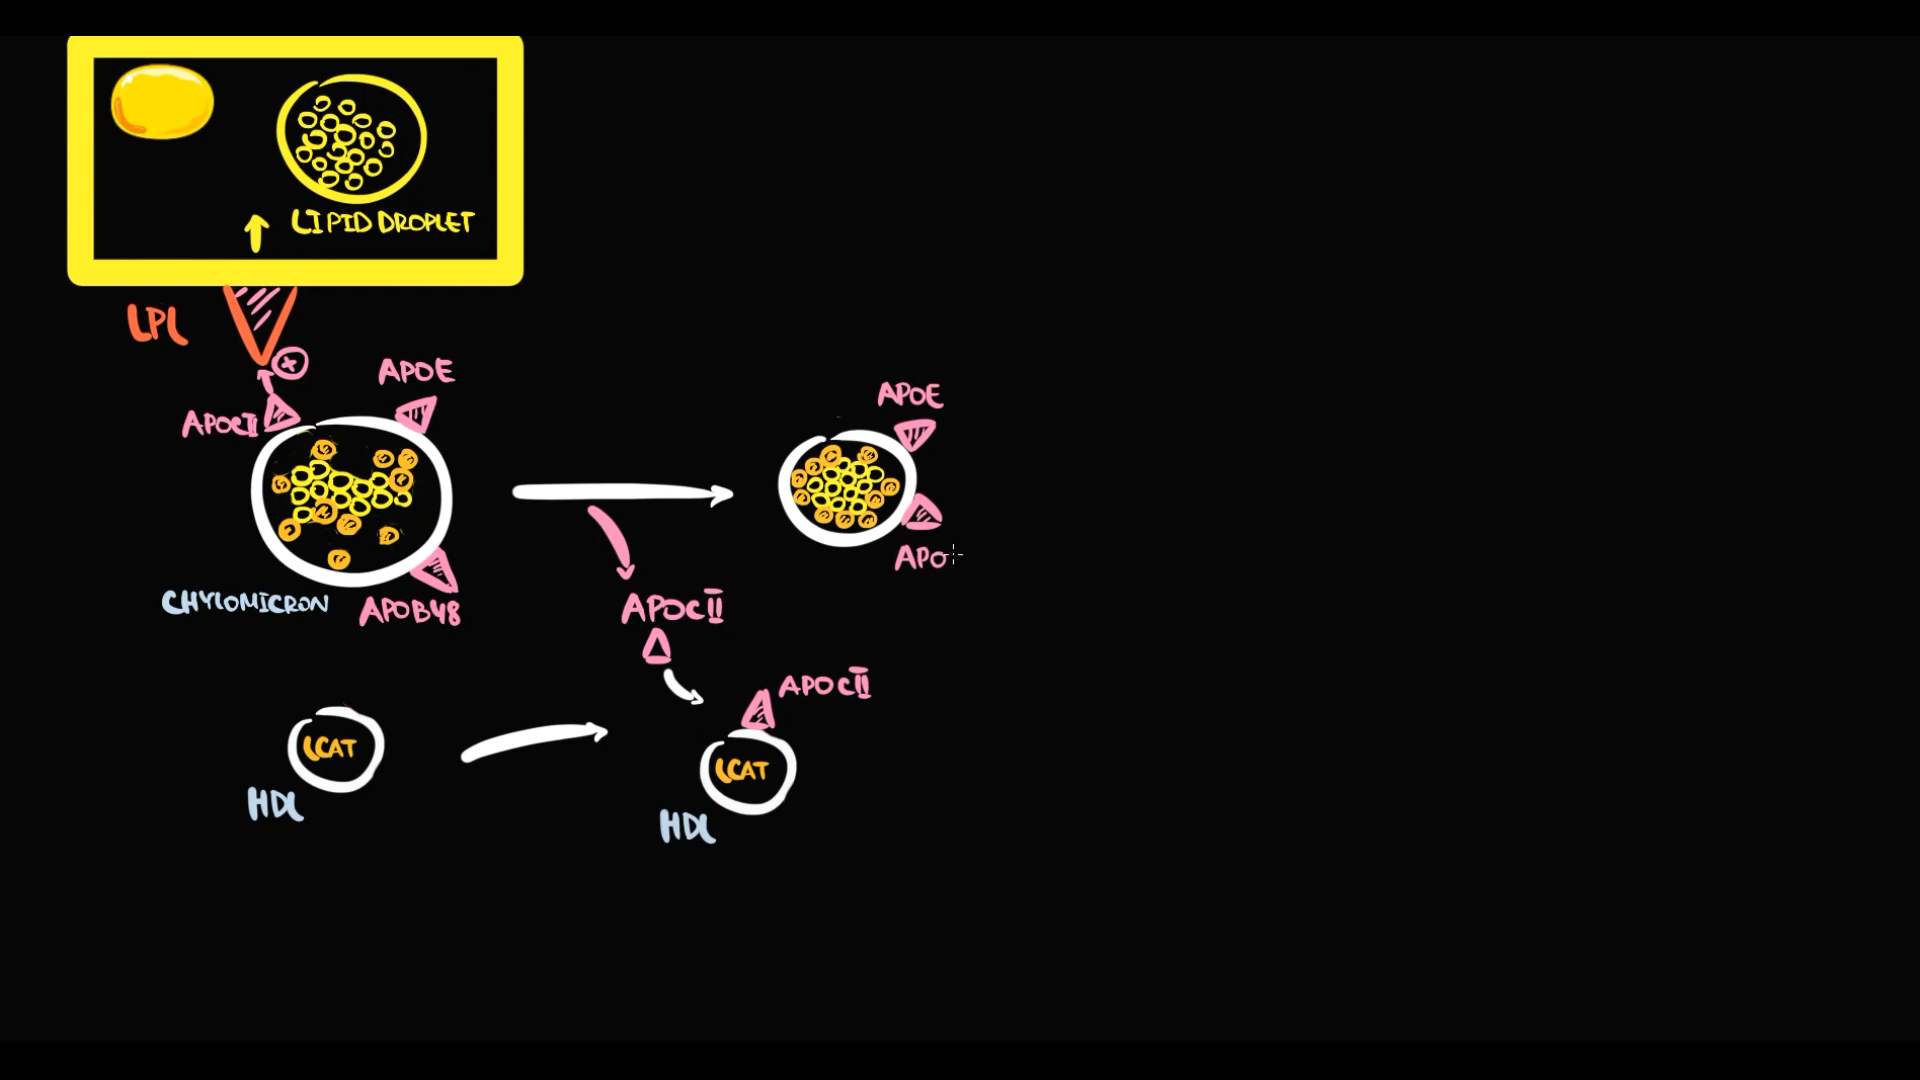 LIPID DROPLET
LPL
+
APOE
APOCII
CHYLOMICRON
APOB48
APOE
APO
APOCII
APOCII
LCAT
HDL
LCAT
HDL